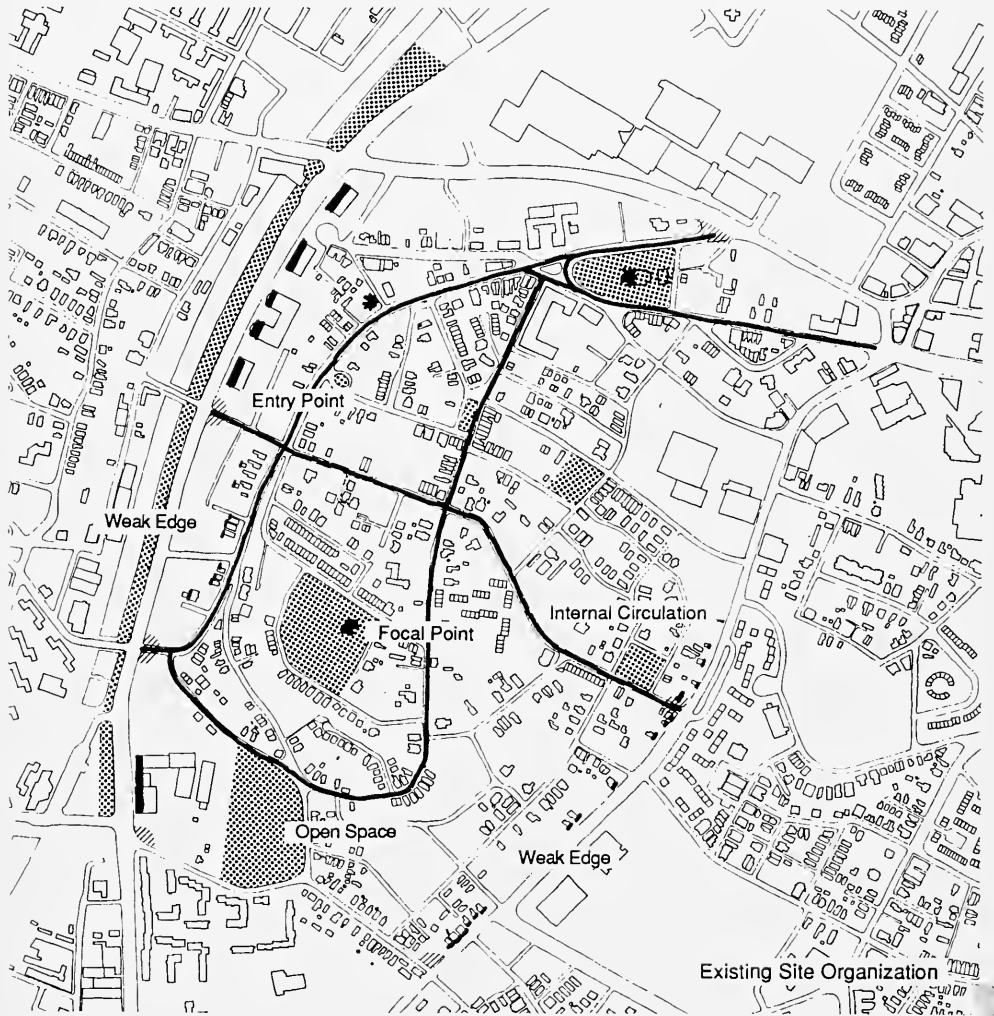 Entry Point
Weak Edge
Internal Circulation
Focal Point
Open Space
Weak Edge
Existing Site Organization